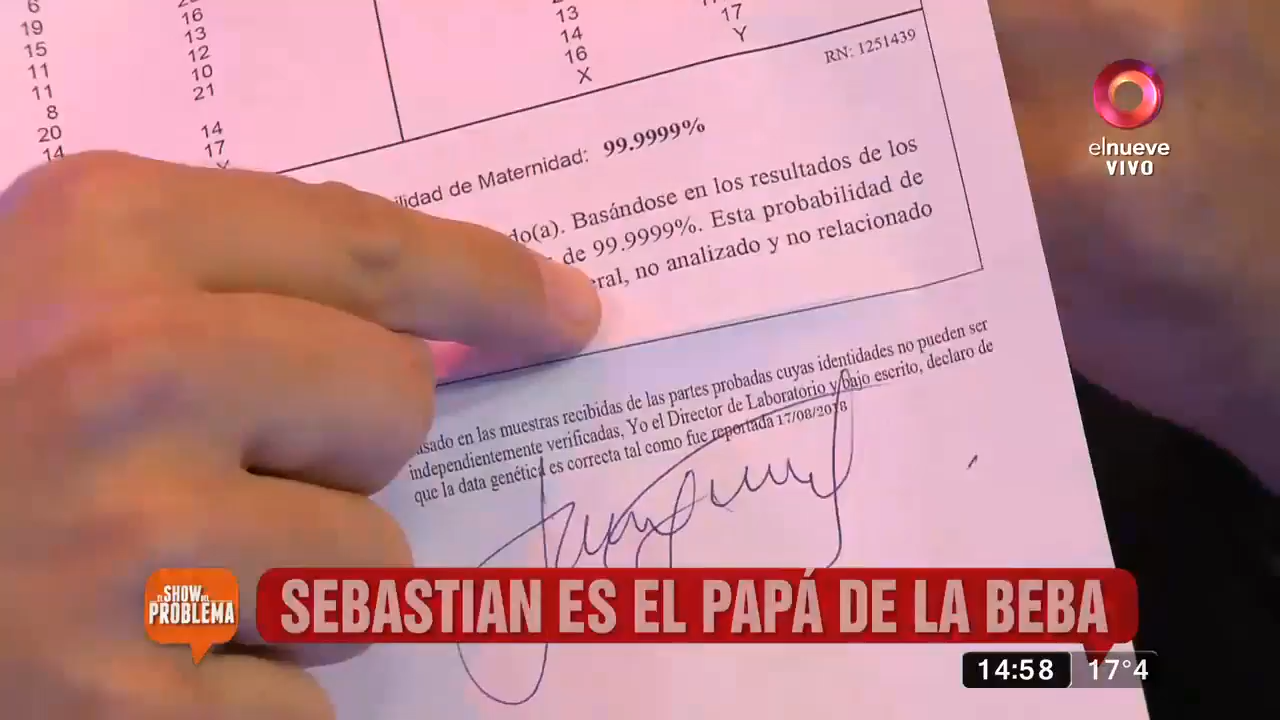 6
19
15
11
11
8
20
14
16
13
12
10
21
14
17
13
14
16
X
17
Y
RN: 1251439
Maternidad: 99.9999%
do(a). Basándose en los resultados de los
de 99.9999%. Esta probabilidad de
ral, no analizado y no relacionado
sado en las muestras recibidas de las partes probadas cuyas identidades no pueden ser
independientemente verificadas, Yo el Director de Laboratorio y bajo escrito, declaro de
que la data genética es correcta tal como fue reportada 17/08/2018
elnueve
VIVO
EL SHOW DEL
PROBLEMA
SEBASTIAN ES EL PAPÁ DE LA BEBA
14:58 17°4